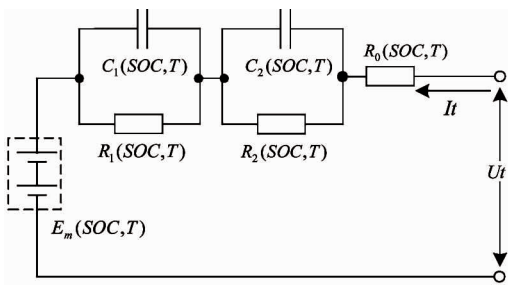 R₀(SOC,T)
C₁(SOC,T)
C₂(SOC,T)
It
R₁(SOC,T)
R₂(SOC,T)
Ut
Eₘ(SOC,T)